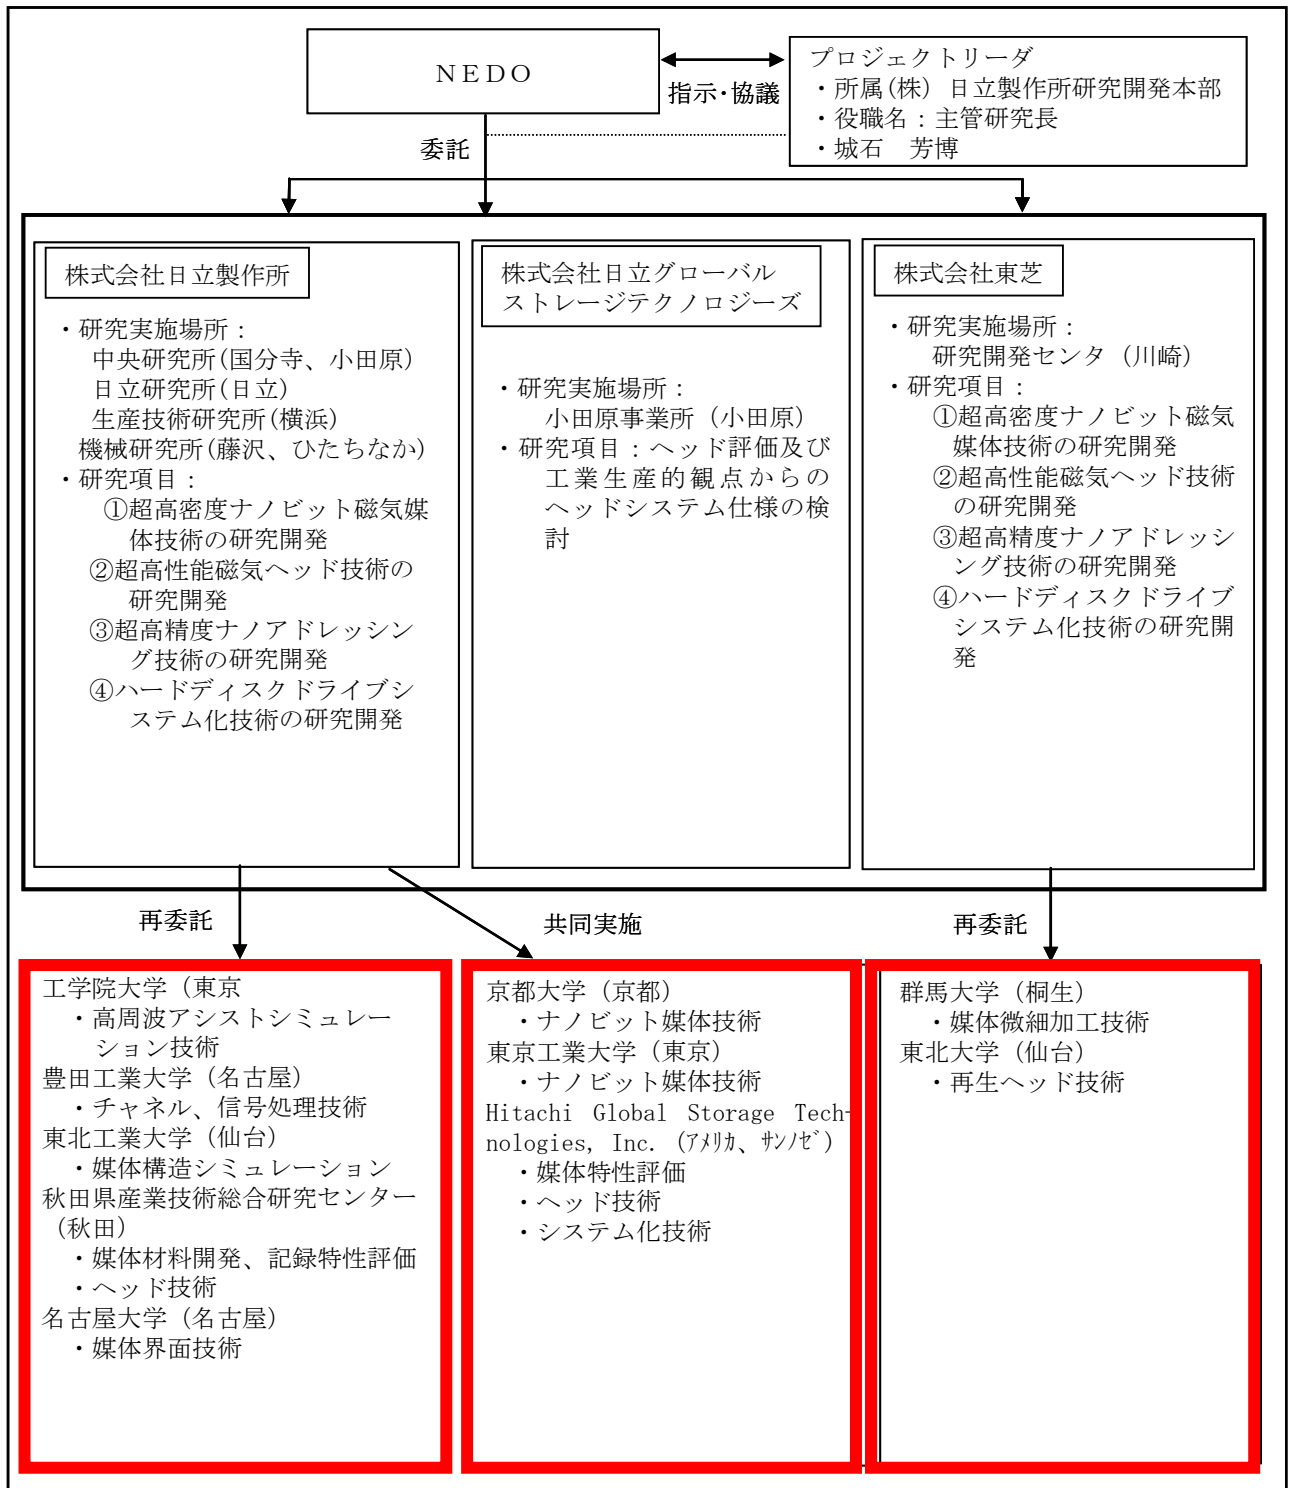 ＮＥＤＯ
指示・協議
プロジェクトリーダ
・所属(株) 日立製作所研究開発本部
・役職名：主管研究長
・城石　芳博
委託
株式会社日立製作所
・研究実施場所：
中央研究所(国分寺、小田原)
日立研究所(日立)
生産技術研究所(横浜)
機械研究所(藤沢、ひたちなか)
・研究項目：
①超高密度ナノビット磁気媒
体技術の研究開発
②超高性能磁気ヘッド技術の
研究開発
③超高精度ナノアドレッシン
グ技術の研究開発
④ハードディスクドライブシ
ステム化技術の研究開発
株式会社日立グローバル
ストレージテクノロジーズ
・研究実施場所：
小田原事業所（小田原）
・研究項目：ヘッド評価及び
工業生産的観点からの
ヘッドシステム仕様の検
討
株式会社東芝
・研究実施場所：
研究開発センタ（川崎）
・研究項目：
①超高密度ナノビット磁気
媒体技術の研究開発
②超高性能磁気ヘッド技術
の研究開発
③超高精度ナノアドレッシ
ング技術の研究開発
④ハードディスクドライブ
システム化技術の研究開
発
再委託
共同実施
再委託
工学院大学（東京
・高周波アシストシミュレー
ション技術
豊田工業大学（名古屋）
・チャネル、信号処理技術
東北工業大学（仙台）
・媒体構造シミュレーション
秋田県産業技術総合研究センター
（秋田）
・媒体材料開発、記録特性評価
・ヘッド技術
名古屋大学（名古屋）
・媒体界面技術
京都大学（京都）
・ナノビット媒体技術
東京工業大学（東京）
・ナノビット媒体技術
Hitachi Global Storage Tech-
nologies, Inc.（ｱﾒﾘｶ、ｻﾝﾉｾﾞ）
・媒体特性評価
・ヘッド技術
・システム化技術
群馬大学（桐生）
・媒体微細加工技術
東北大学（仙台）
・再生ヘッド技術